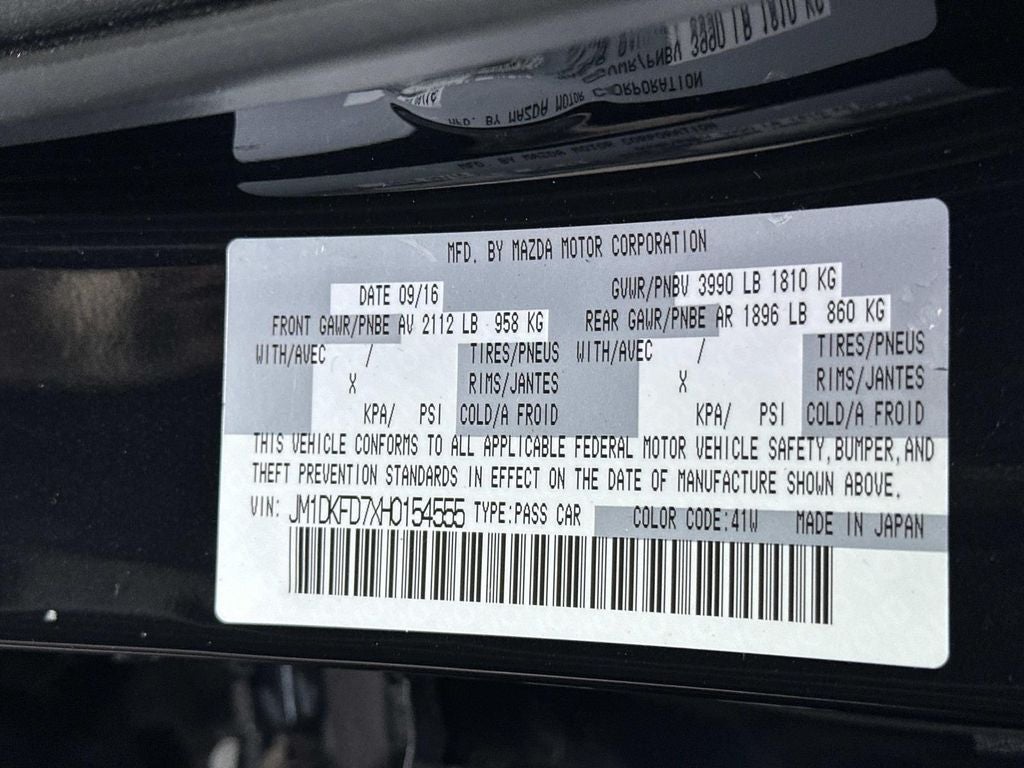 MFD. BY MAZDA MOTOR CORPORATION
DATE 09/16 GVWR/PNBV 3990 LB 1810 KG
FRONT GAWR/PNBE AV 2112 LB 958 KG REAR GAWR/PNBE AR 1896 LB 860 KG
WITH/AVEC / TIRES/PNEUS WITH/AVEC / TIRES/PNEUS
X RIMS/JANTES X RIMS/JANTES
KPA/ PSI COLD/A FROID KPA/ PSI COLD/A FROID
THIS VEHICLE CONFORMS TO ALL APPLICABLE FEDERAL MOTOR VEHICLE SAFETY, BUMPER, AND
THEFT PREVENTION STANDARDS IN EFFECT ON THE DATE OF MANUFACTURE SHOWN ABOVE.
VIN: JM1DKFD7XH0154555 TYPE:PASS CAR COLOR CODE:41W MADE IN JAPAN